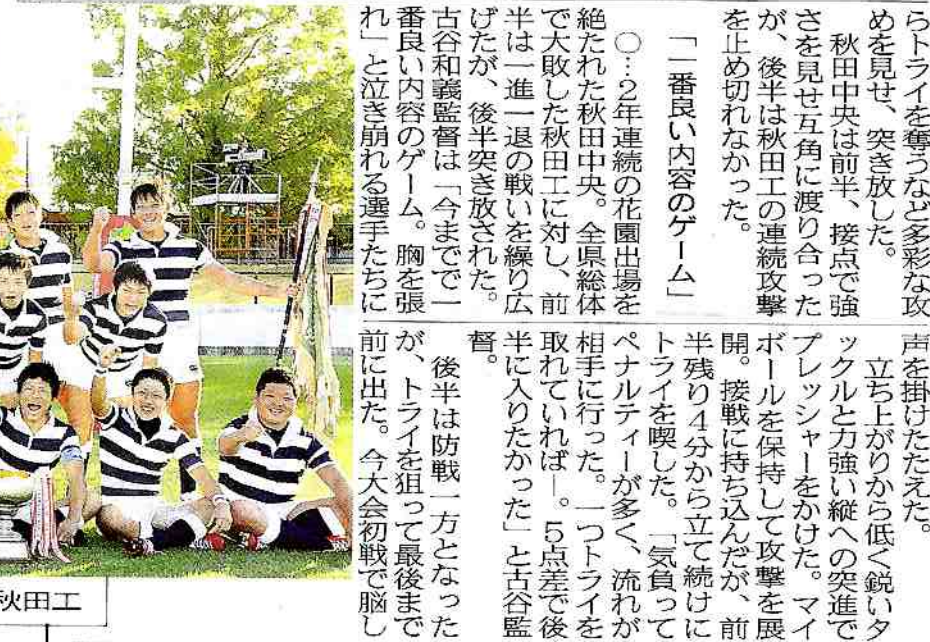 らトライを奪うなど多彩な攻
めを見せ、突き放した。
秋田中央は前半、接点で強
さを見せ互角に渡り合った
が、後半は秋田工の連続攻撃
を止め切れなかった。
「一番良い内容のゲーム」
○…2年連続の花園出場を
絶たれた秋田中央。全県総体
で大敗した秋田工に対し、前
半は一進一退の戦いを繰り広
げたが、後半突き放された。
古谷和義監督は「今までで一
番良い内容のゲーム。胸を張
れ」と泣き崩れる選手たちに
声を掛けたたえた。
立ち上がりから低く鋭いタ
ックルと力強い縦への突進で
プレッシャーをかけた。マイ
ボールを保持して攻撃を展
開。接戦に持ち込んだが、前
半残り4分から立て続けに
トライを喫した。「気負って
ペナルティーが多く、流れが
相手に行った。一つトライを
取れていれば―。5点差で後
半に入りたかった」と古谷監
督。
後半は防戦一方となった
が、トライを狙って最後まで
前に出た。今大会初戦で脳し
秋田工